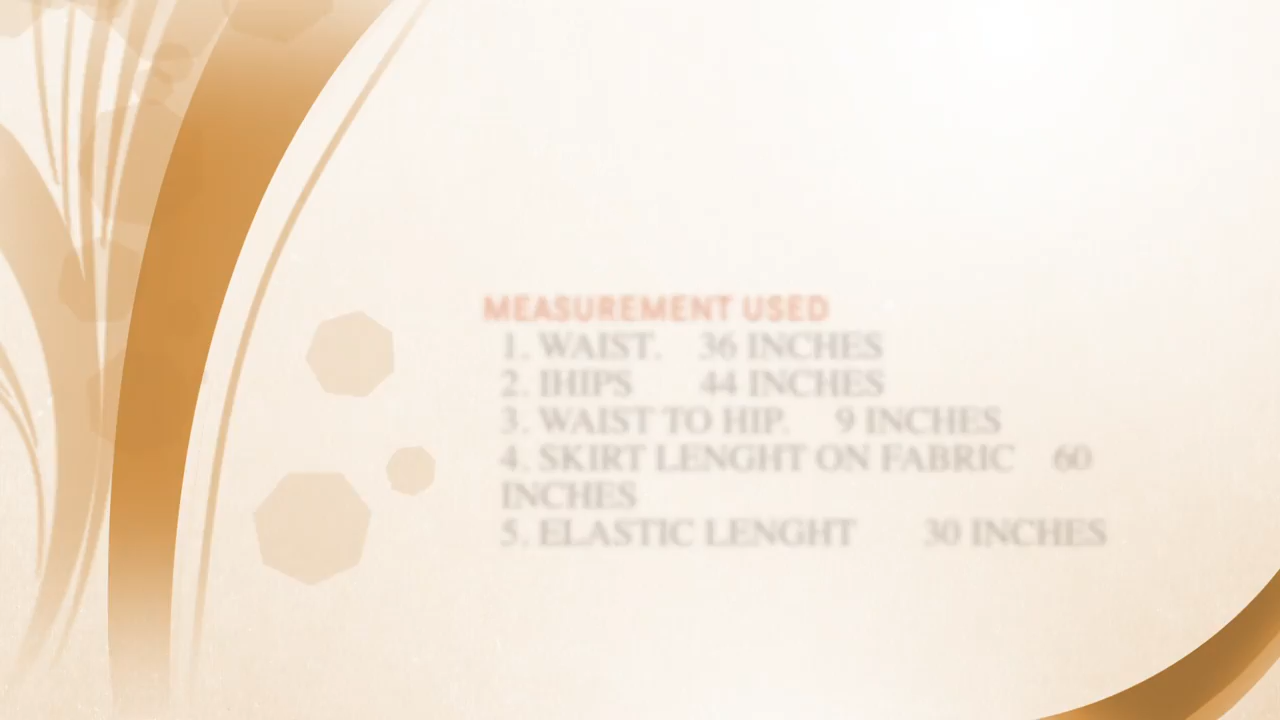 MEASUREMENT USED
1. WAIST. 36 INCHES
2. IHIPS 44 INCHES
3. WAIST TO HIP. 9 INCHES
4. SKIRT LENGHT ON FABRIC 60
INCHES
5. ELASTIC LENGHT 30 INCHES